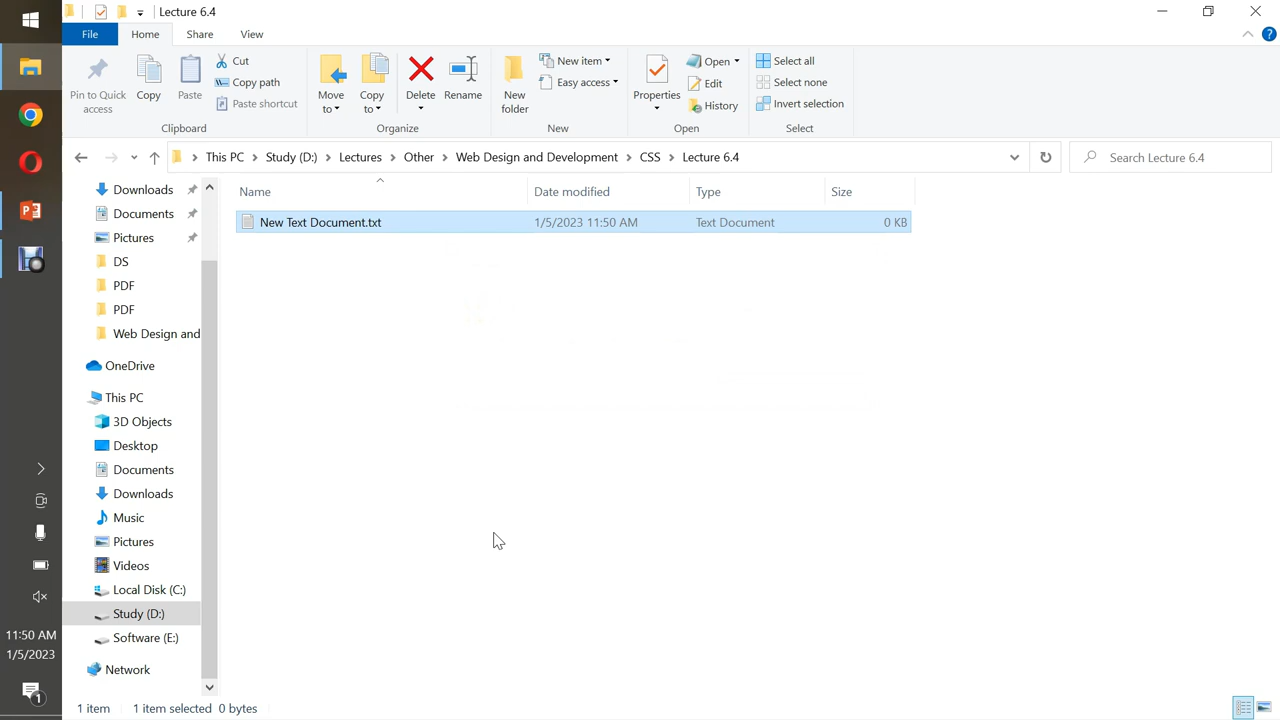 Lecture 6.4
File Home Share View
Pin to Quick access
Copy
Paste
Cut
Copy path
Paste shortcut
Clipboard
Move to
Copy to
Delete
Rename
Organize
New folder
New item
Easy access
New
Properties
Open
Edit
History
Open
Select all
Select none
Invert selection
Select
This PC Study (D:) Lectures Other Web Design and Development CSS Lecture 6.4
Search Lecture 6.4
Name Date modified Type Size
New Text Document.txt 1/5/2023 11:50 AM Text Document 0 KB
Downloads
Documents
Pictures
DS
PDF
PDF
Web Design and
OneDrive
This PC
3D Objects
Desktop
Documents
Downloads
Music
Pictures
Videos
Local Disk (C:)
Study (D:)
Software (E:)
Network
11:50 AM
1/5/2023
1
1 item 1 item selected 0 bytes